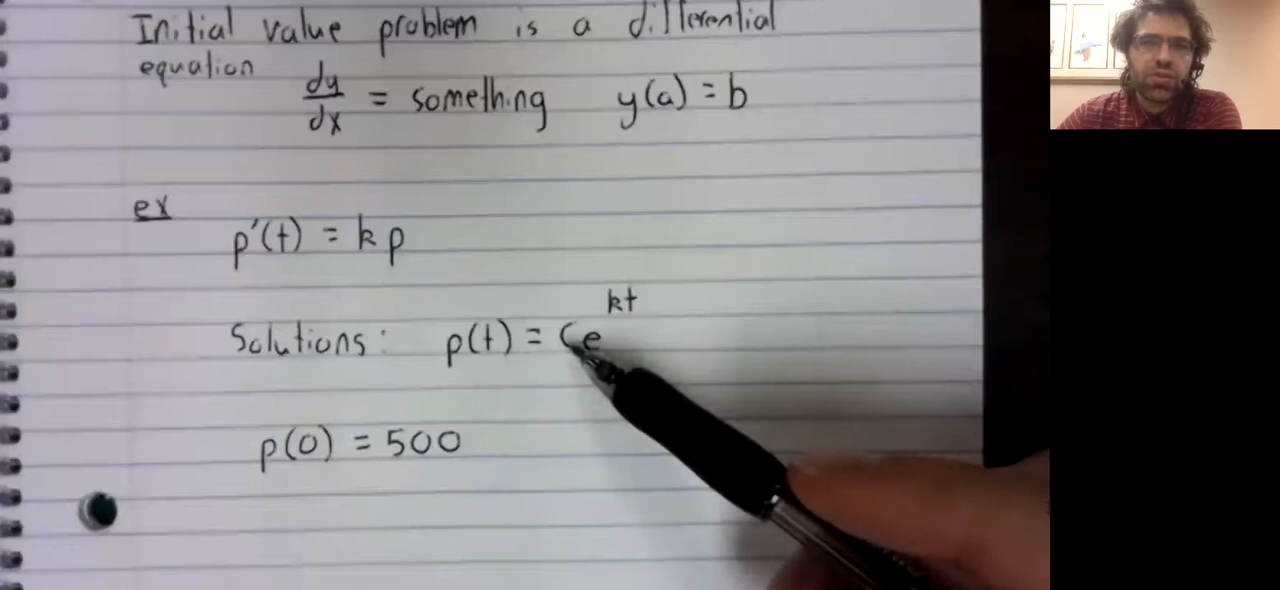 Initial value problem is a differential
equation dy/dx = something y(a) = b
ex p'(t) = kp
Solutions: p(t) = Ce^kt
p(0) = 500